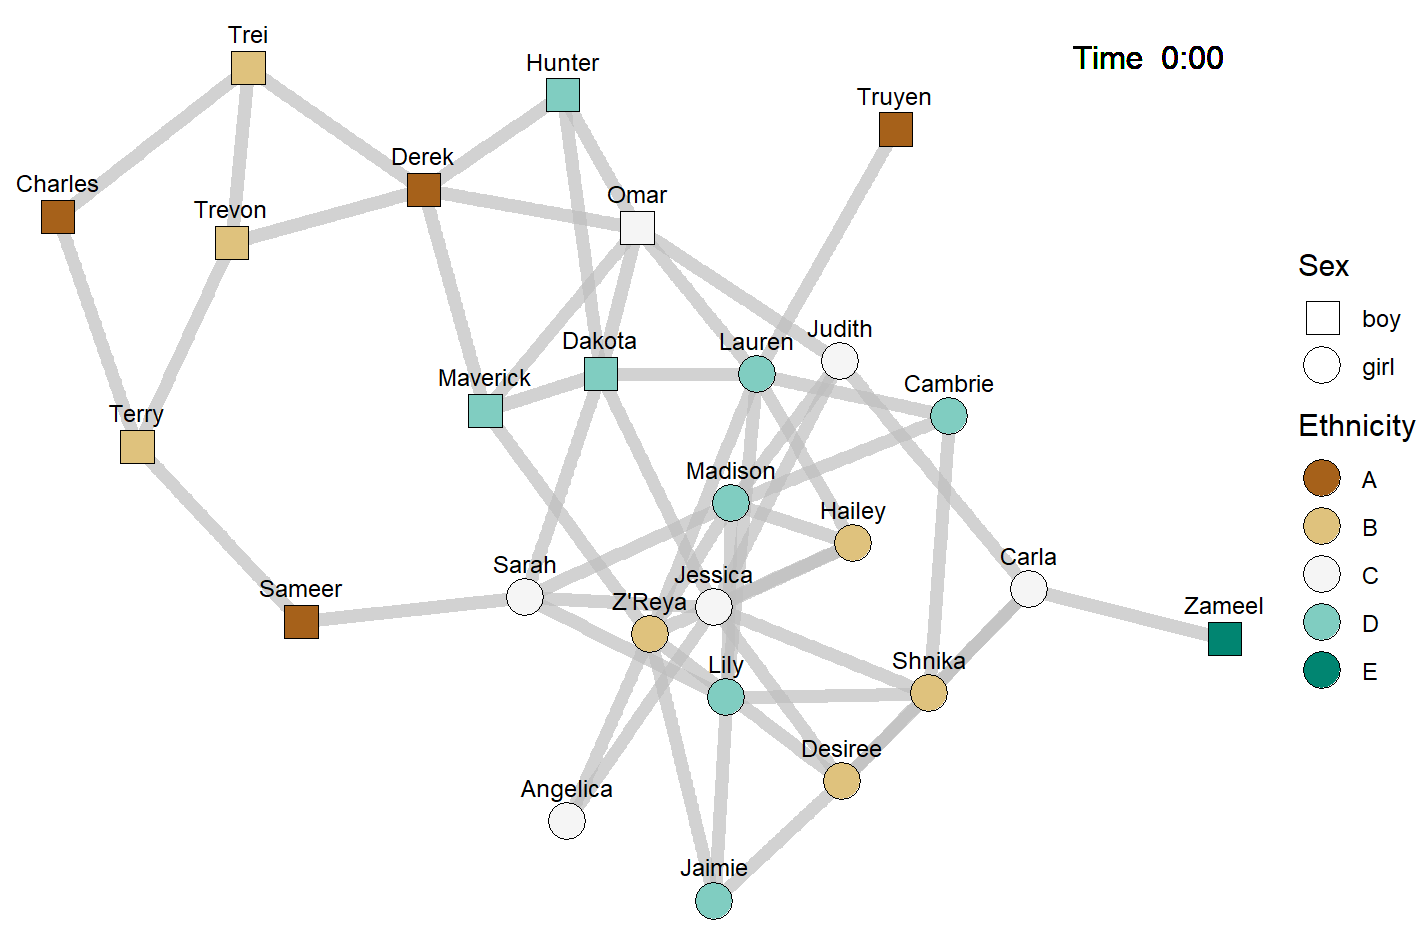 Trei
Hunter
Time  0:00
Truyen
Derek
Charles
Omar
Trevon
Sex
boy
Judith
Dakota
Lauren
girl
Maverick
Cambrie
Terry
Ethnicity
Madison
A
Hailey
B
Carla
Sarah
Jessica
C
Sameer
Z'Reya
Zameel
D
Shnika
Lily
E
Desiree
Angelica
Jaimie